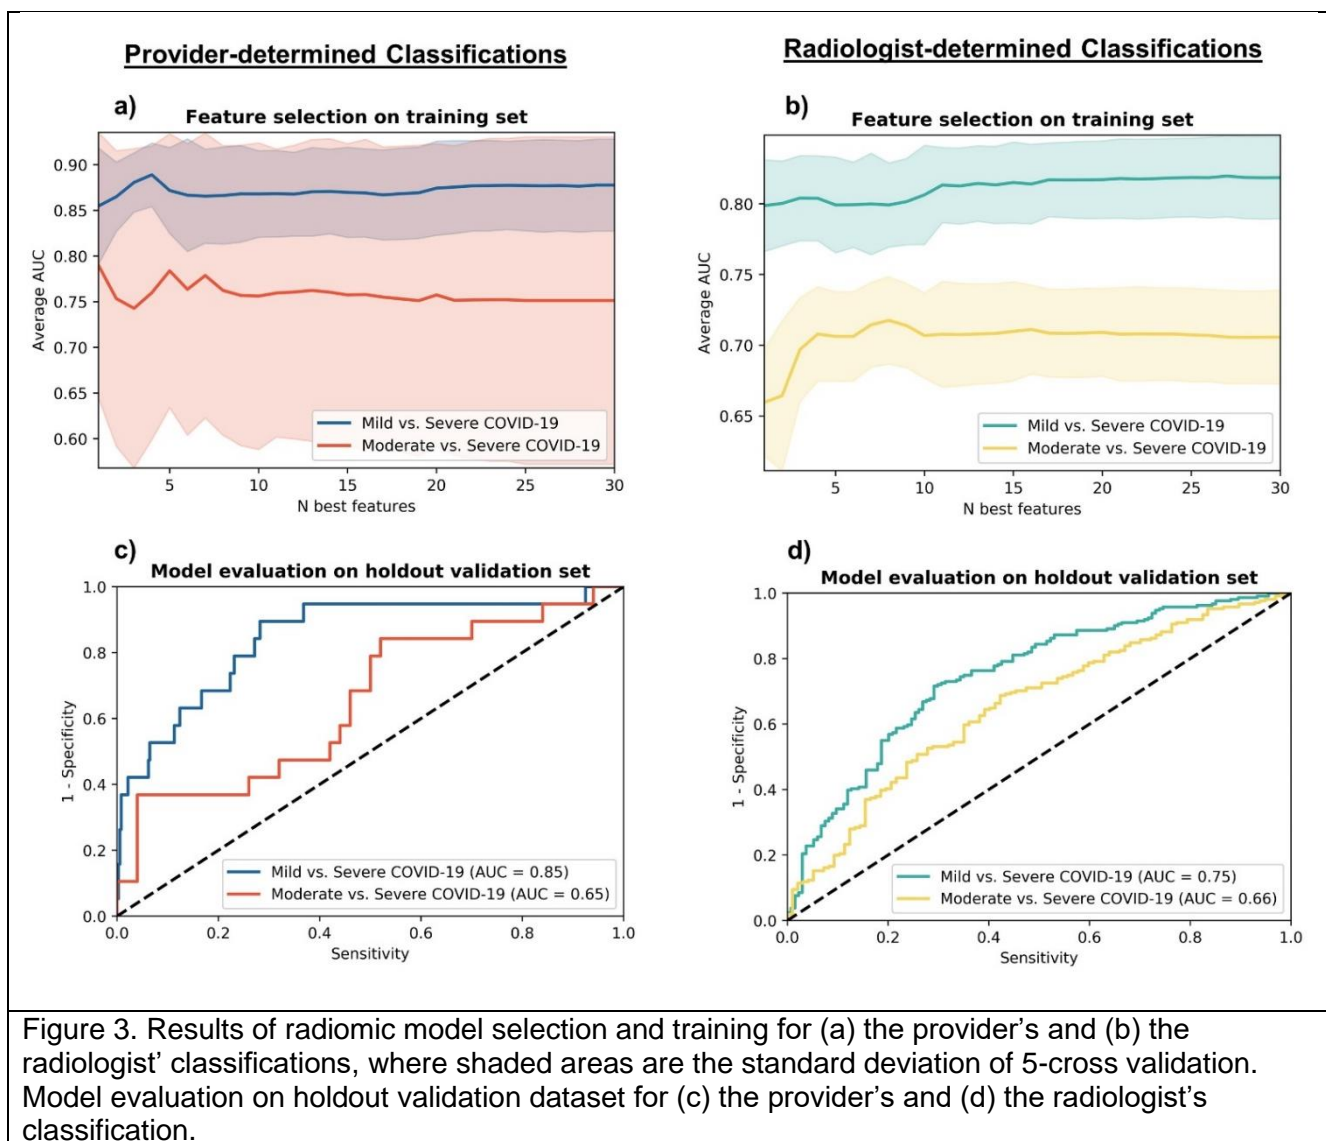 Provider-determined Classifications
Radiologist-determined Classifications
a)
Feature selection on training set
0.90
0.85
0.80
0.75
0.70
0.65
0.60
Average AUC
Mild vs. Severe COVID-19
Moderate vs. Severe COVID-19
5
10
15
20
25
30
N best features
b)
Feature selection on training set
0.80
0.75
0.70
0.65
Average AUC
Mild vs. Severe COVID-19
Moderate vs. Severe COVID-19
5
10
15
20
25
30
N best features
c)
Model evaluation on holdout validation set
1.0
0.8
0.6
0.4
0.2
0.0
1 - Specificity
Mild vs. Severe COVID-19 (AUC = 0.85)
Moderate vs. Severe COVID-19 (AUC = 0.65)
0.0
0.2
0.4
0.6
0.8
1.0
Sensitivity
d)
Model evaluation on holdout validation set
1.0
0.8
0.6
0.4
0.2
0.0
1 - Specificity
Mild vs. Severe COVID-19 (AUC = 0.75)
Moderate vs. Severe COVID-19 (AUC = 0.66)
0.0
0.2
0.4
0.6
0.8
1.0
Sensitivity
Figure 3. Results of radiomic model selection and training for (a) the provider's and (b) the
radiologist' classifications, where shaded areas are the standard deviation of 5-cross validation.
Model evaluation on holdout validation dataset for (c) the provider's and (d) the radiologist's
classification.